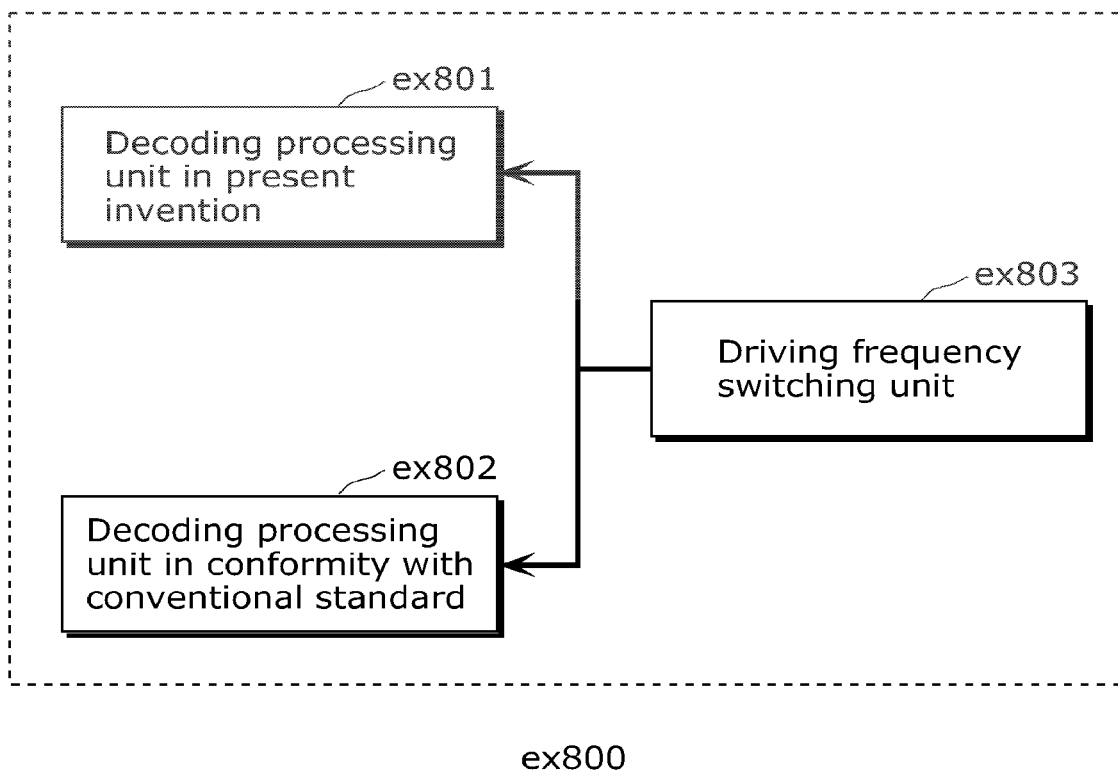 ex801
Decoding processing
unit in present
invention
ex803
Driving frequency
switching unit
ex802
Decoding processing
unit in conformity with
conventional standard
ex800